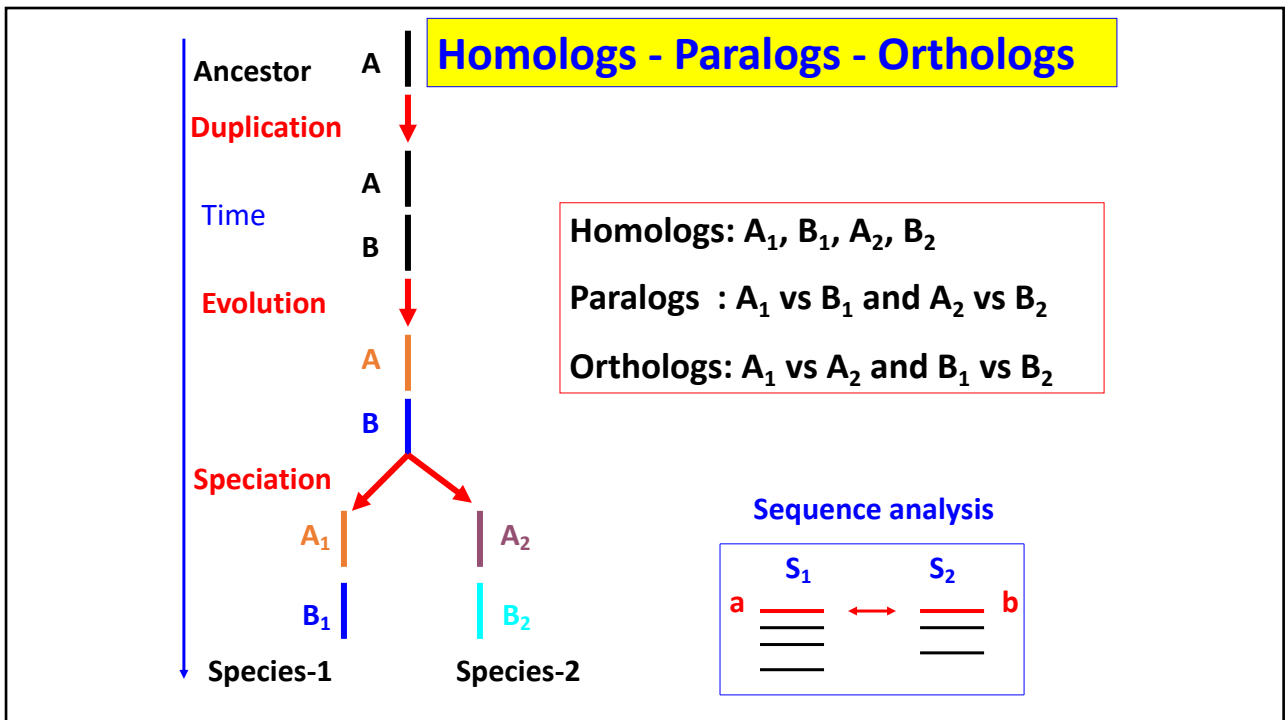 Homologs - Paralogs - Orthologs
Ancestor A
Duplication
A
Time
B
Evolution
A
B
Speciation
A₁ A₂
B₁ B₂
Species-1 Species-2
Homologs: A₁, B₁, A₂, B₂
Paralogs : A₁ vs B₁ and A₂ vs B₂
Orthologs: A₁ vs A₂ and B₁ vs B₂
Sequence analysis
S₁ S₂
a b